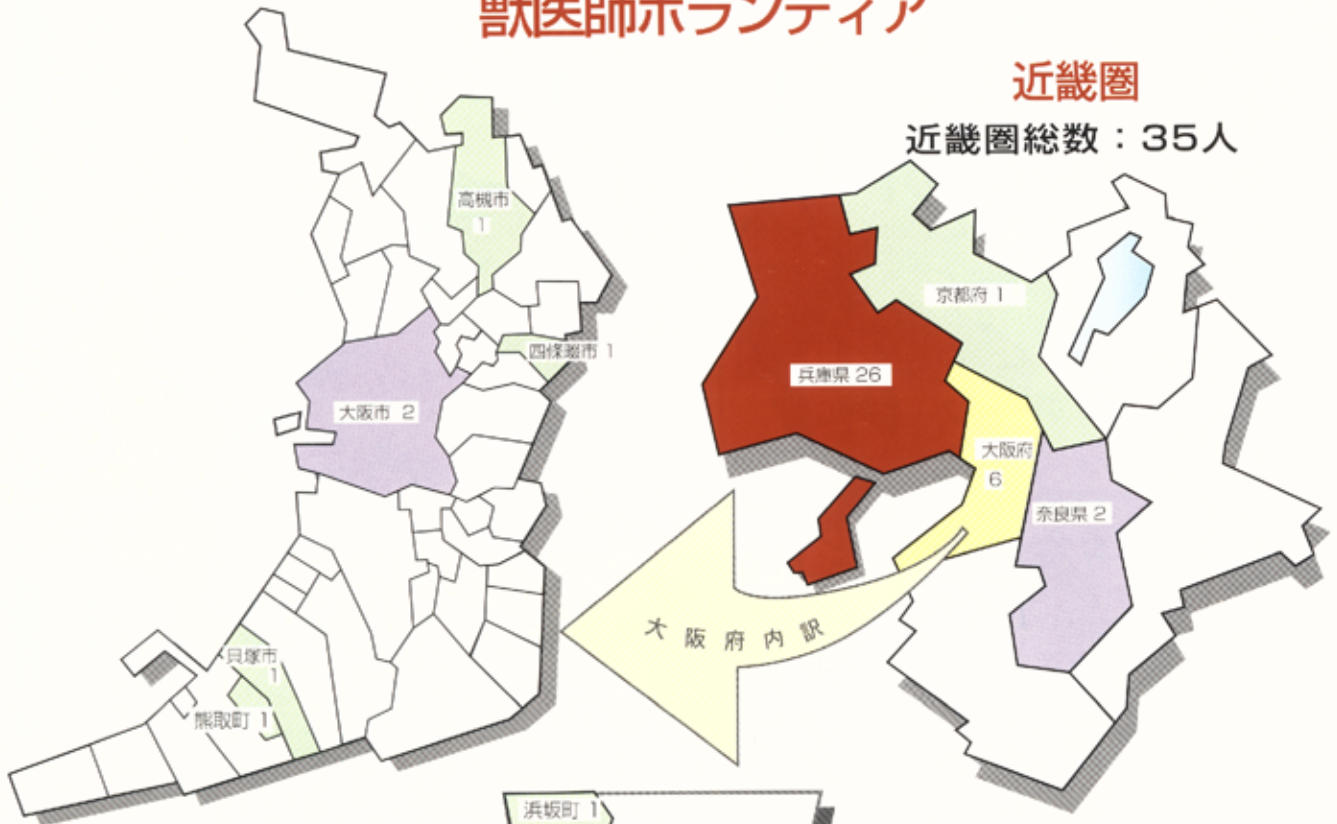 獣医師ボランティア
近畿圏
近畿圏総数：35人
高槻市
1
四條畷市 1
大阪市 2
貝塚市
1
熊取町 1
京都府 1
兵庫県 26
大阪府
6
奈良県 2
大阪府内訳
浜坂町 1